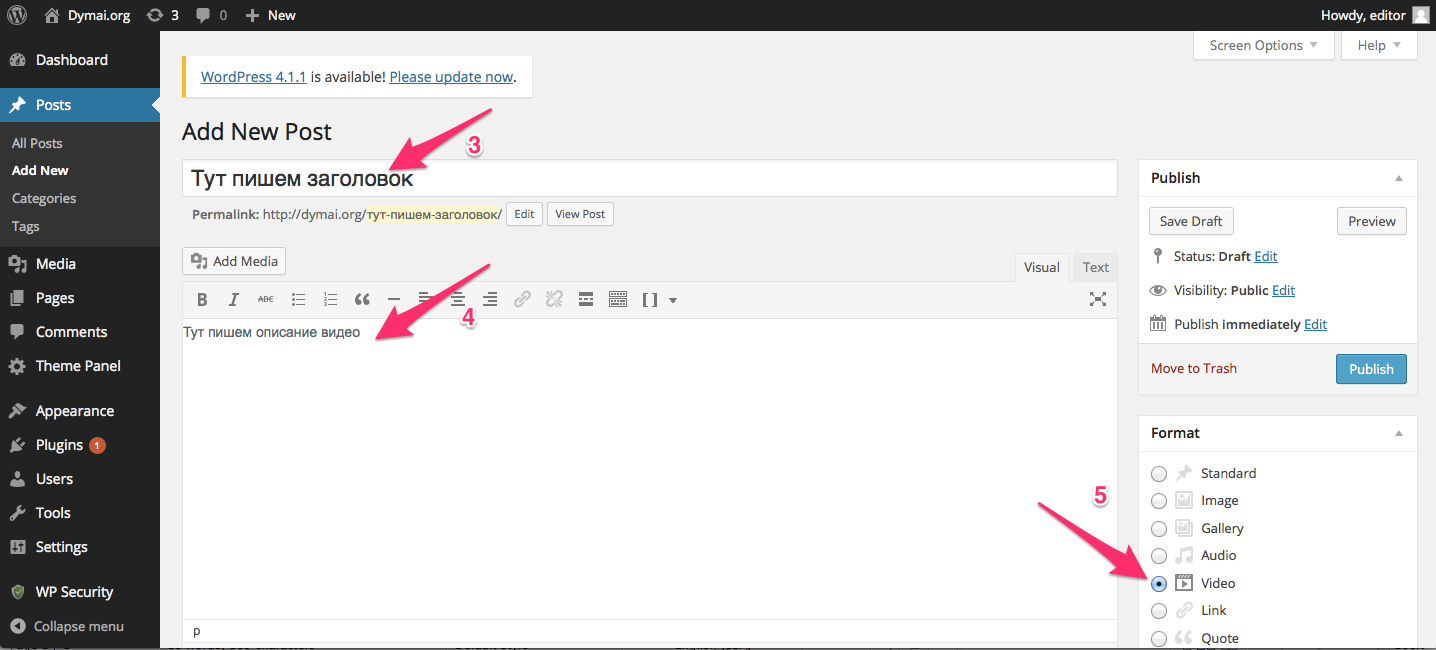 Dymai.org 3 0 New Howdy, editor
Screen Options Help
Dashboard
Posts
All Posts
Add New
Categories
Tags
Media
Pages
Comments
Theme Panel
Appearance
Plugins 1
Users
Tools
Settings
WP Security
Collapse menu
WordPress 4.1.1 is available! Please update now.
Add New Post
3
Тут пишем заголовок
Permalink: http://dymai.org/тут-пишем-заголовок/ Edit View Post
Add Media
Visual Text
B I ABC
4
Тут пишем описание видео
p
Publish
Save Draft Preview
Status: Draft Edit
Visibility: Public Edit
Publish immediately Edit
Move to Trash Publish
Format
Standard
Image
5
Gallery
Audio
Video
Link
Quote